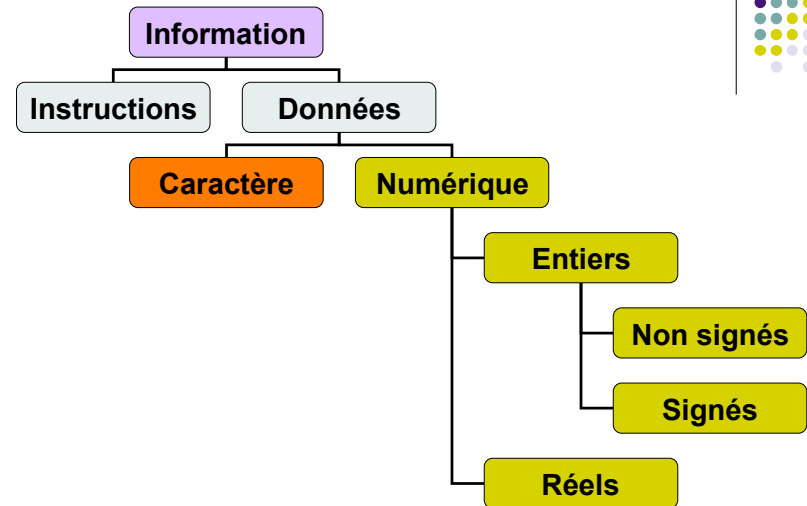 Information
Instructions
Données
Caractère
Numérique
Entiers
Non signés
Signés
Réels